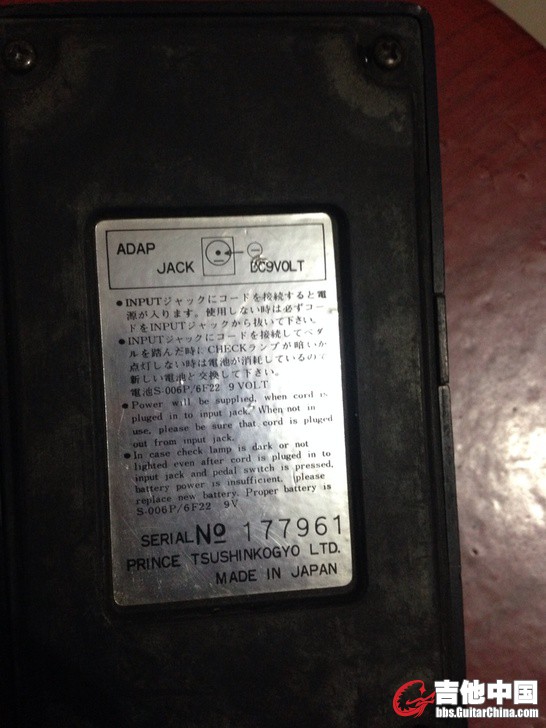 ADAP
JACK
DC9VOLT
●INPUTジャックにコードを接続すると電
源が入ります。使用しない時は必ずコー
ドをINPUTジャックから抜いて下さい。
●INPUTジャックにコードを接続してペダ
ルを踏んだ時に CHECKランプが暗いか
点灯しない時は電池が消耗しているので
新しい電池と交換して下さい。
電池S-006P/6F22 9VOLT
●Power will be supplied, when cord is
pluged in to input jack. When not in
use, please be sure that cord is pluged
out from input jack.
●In case check lamp is dark or not
lighted even after cord is pluged in to
input jack and pedal switch is pressed,
battery power is insufficient, please
replace new battery. Proper battery is
S-006P/6F22 9V
SERIAL No 177961
PRINCE TSUSHINKOGYO LTD.
MADE IN JAPAN
吉他中国
bbs.GuitarChina.com